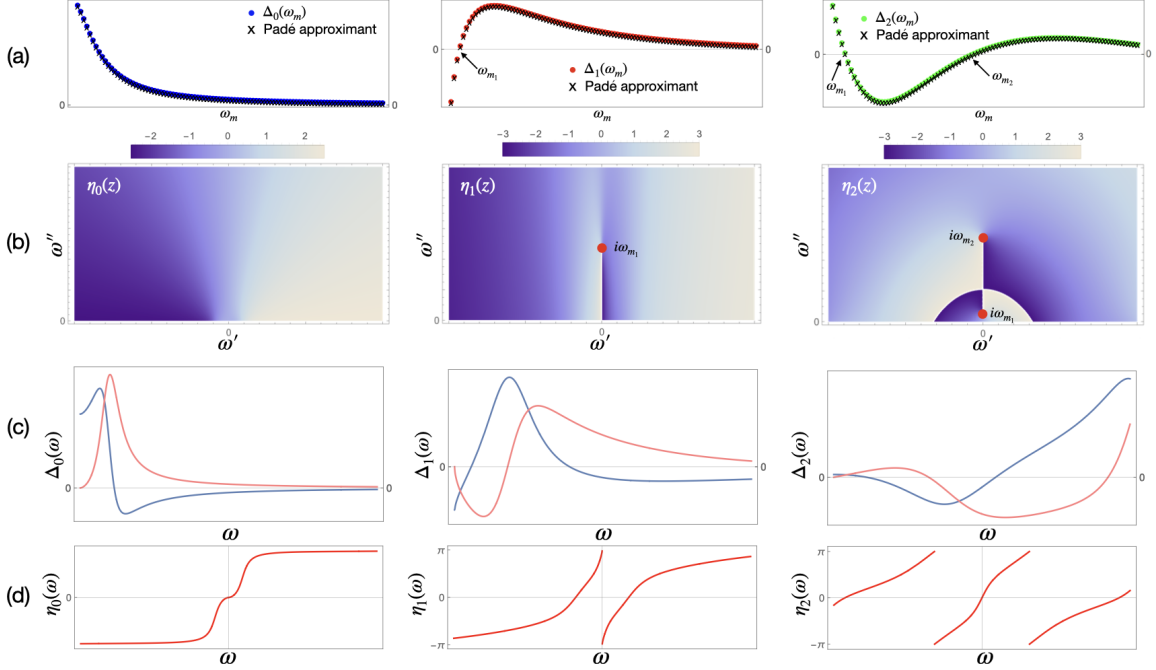 (a)
Δ₀(ωₘ)
x Padé approximant
0
0
ωₘ
0
ωₘ₁
Δ₁(ωₘ)
x Padé approximant
ωₘ
Δ₂(ωₘ)
x Padé approximant
0
ωₘ₁
ωₘ₂
ωₘ
(b)
−2 −1 0 1 2
η₀(z)
ω″
0
0
ω′
−3 −2 −1 0 1 2 3
η₁(z)
iωₘ₁
ω″
0
0
ω′
−3 −2 −1 0 1 2 3
η₂(z)
iωₘ₂
iωₘ₁
ω″
0
0
ω′
(c)
Δ₀(ω)
0
0
ω
Δ₁(ω)
0
0
ω
Δ₂(ω)
0
0
ω
(d)
η₀(ω)
0
ω
η₁(ω)
π
0
−π
ω
η₂(ω)
π
0
−π
ω